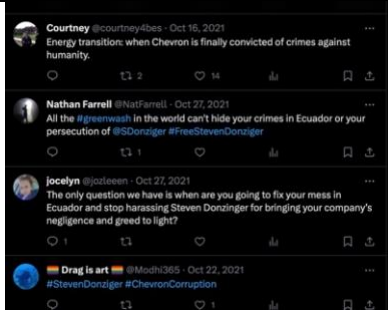 Courtney @courtney4bes · Oct 16, 2021
Energy transition: when Chevron is finally convicted of crimes against
humanity.
2 14
Nathan Farrell @NatFarrell · Oct 27, 2021
All the #greenwash in the world can't hide your crimes in Ecuador or your
persecution of @SDonziger #FreeStevenDonziger
1
jocelyn @jozleeen · Oct 27, 2021
The only question we have is when are you going to fix your mess in
Ecuador and stop harassing Steven Donzinger for bringing your company's
negligence and greed to light?
1
Drag is art @Modhi365 · Oct 22, 2021
#StevenDonziger #ChevronCorruption
1